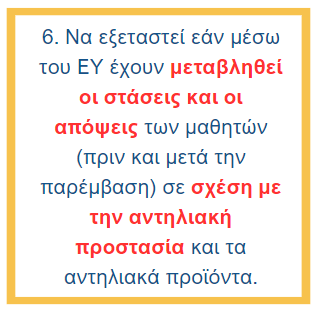 6. Να εξεταστεί εάν μέσω
του ΕΥ έχουν μεταβληθεί
οι στάσεις και οι
απόψεις των μαθητών
(πριν και μετά την
παρέμβαση) σε σχέση με
την αντηλιακή
προστασία και τα
αντηλιακά προϊόντα.